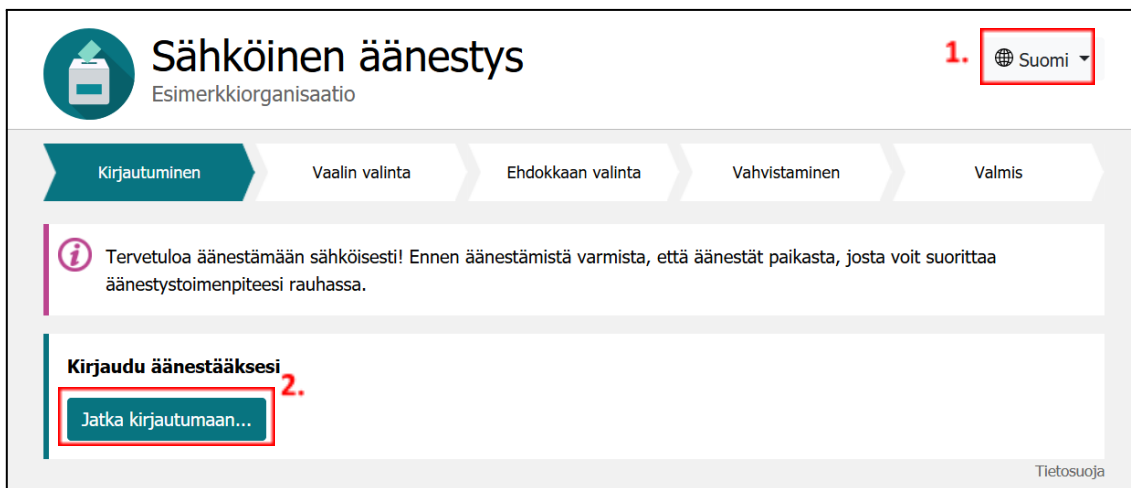 Sähköinen äänestys
Esimerkkiorganisaatio
1.
Suomi
Kirjautuminen
Vaalin valinta
Ehdokkaan valinta
Vahvistaminen
Valmis
Tervetuloa äänestämään sähköisesti! Ennen äänestämistä varmista, että äänestät paikasta, josta voit suorittaa
äänestystoimenpiteesi rauhassa.
Kirjaudu äänestääksesi
2.
Jatka kirjautumaan...
Tietosuoja